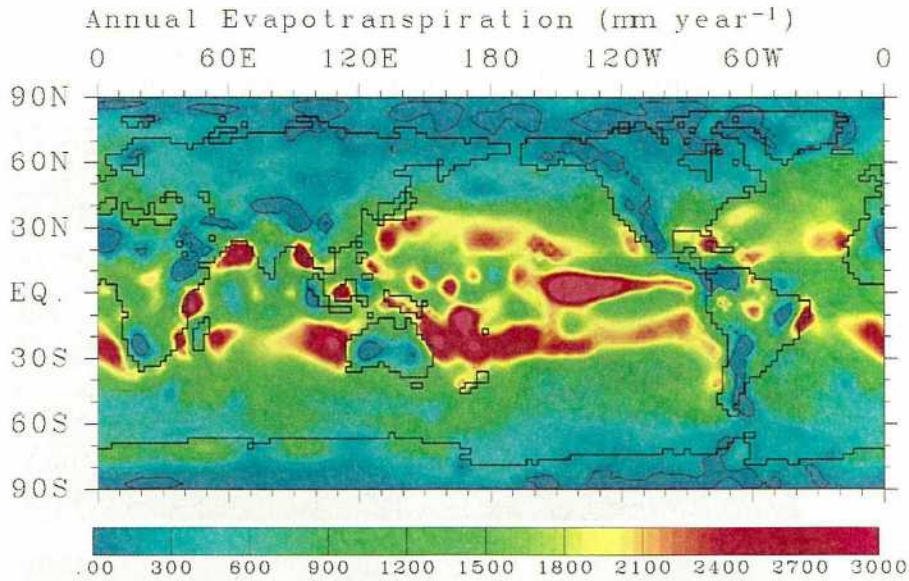 Annual Evapotranspiration (mm year⁻¹)
0 60E 120E 180 120W 60W 0
90N
60N
30N
EQ.
30S
60S
90S
.00 300 600 900 1200 1500 1800 2100 2400 2700 3000